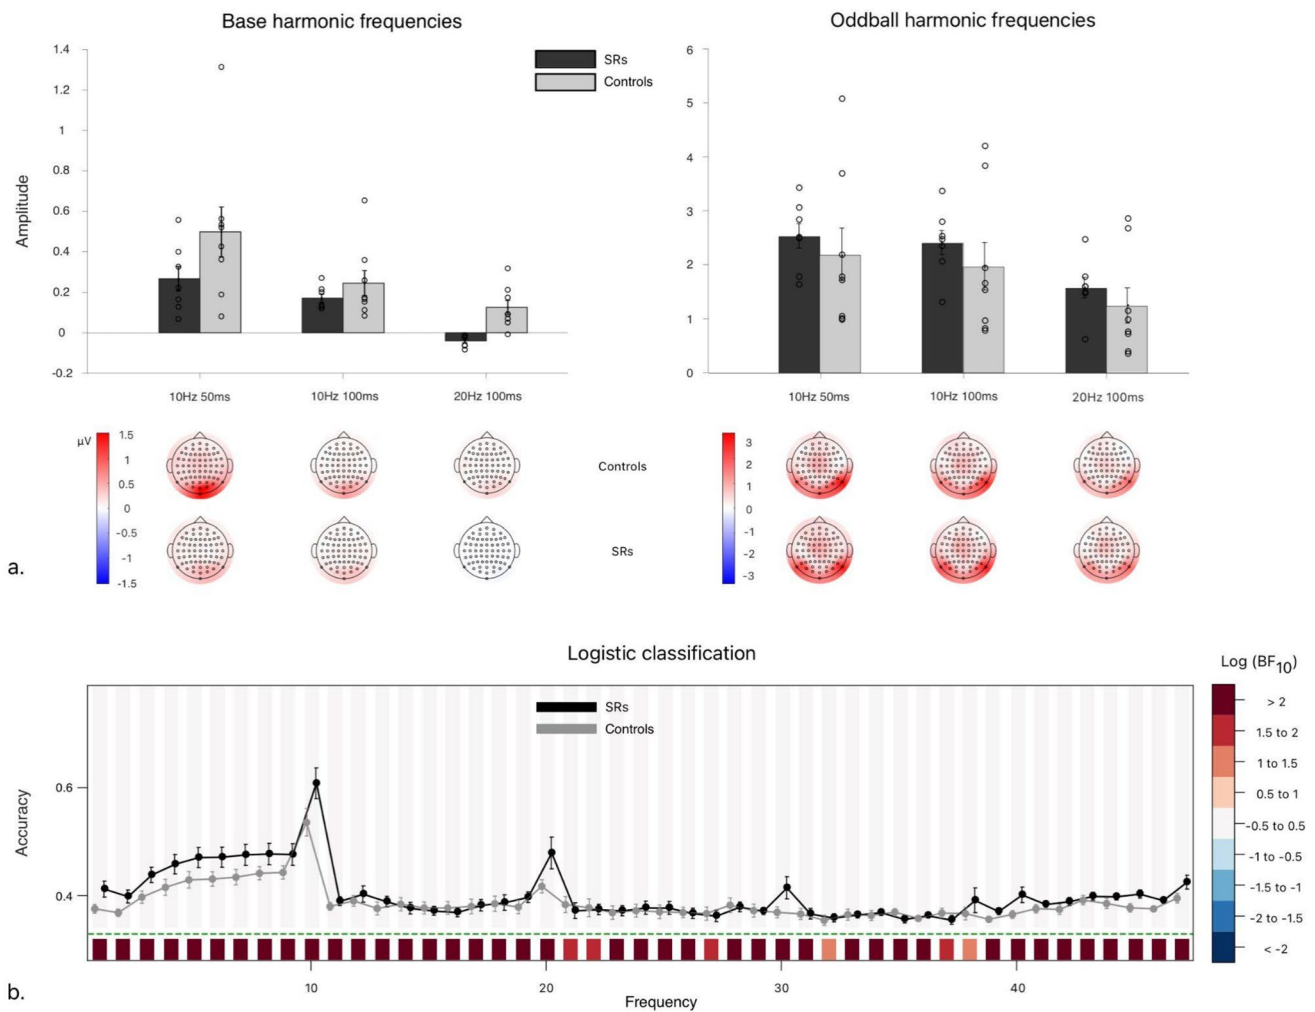 Base harmonic frequencies
Oddball harmonic frequencies
SRs
Controls
Amplitude
1.4
1.2
1
0.8
0.6
0.4
0.2
0
-0.2
10Hz 50ms
10Hz 100ms
20Hz 100ms
6
5
4
3
2
1
0
10Hz 50ms
10Hz 100ms
20Hz 100ms
µV
1.5
1
0.5
0
-0.5
-1
-1.5
Controls
SRs
3
2
1
0
-1
-2
-3
a.
Logistic classification
SRs
Controls
Accuracy
0.6
0.4
10
20
30
40
Frequency
Log (BF10)
> 2
1.5 to 2
1 to 1.5
0.5 to 1
-0.5 to 0.5
-1 to -0.5
-1.5 to -1
-2 to -1.5
< -2
b.